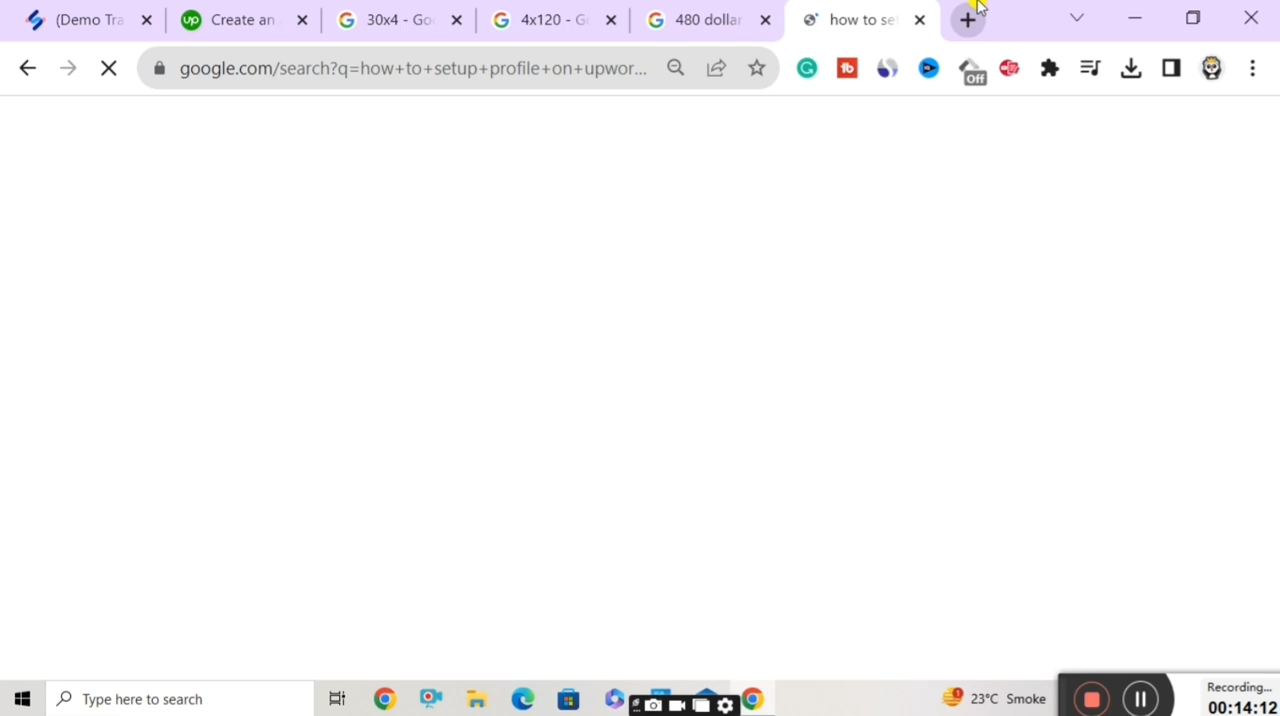 (Demo Tra
up Create an
30x4 - Go
4x120 - G
480 dollar
how to se
google.com/search?q=how+to+setup+profile+on+upwor...
Off
Type here to search
23°C Smoke
Recording...
00:14:12